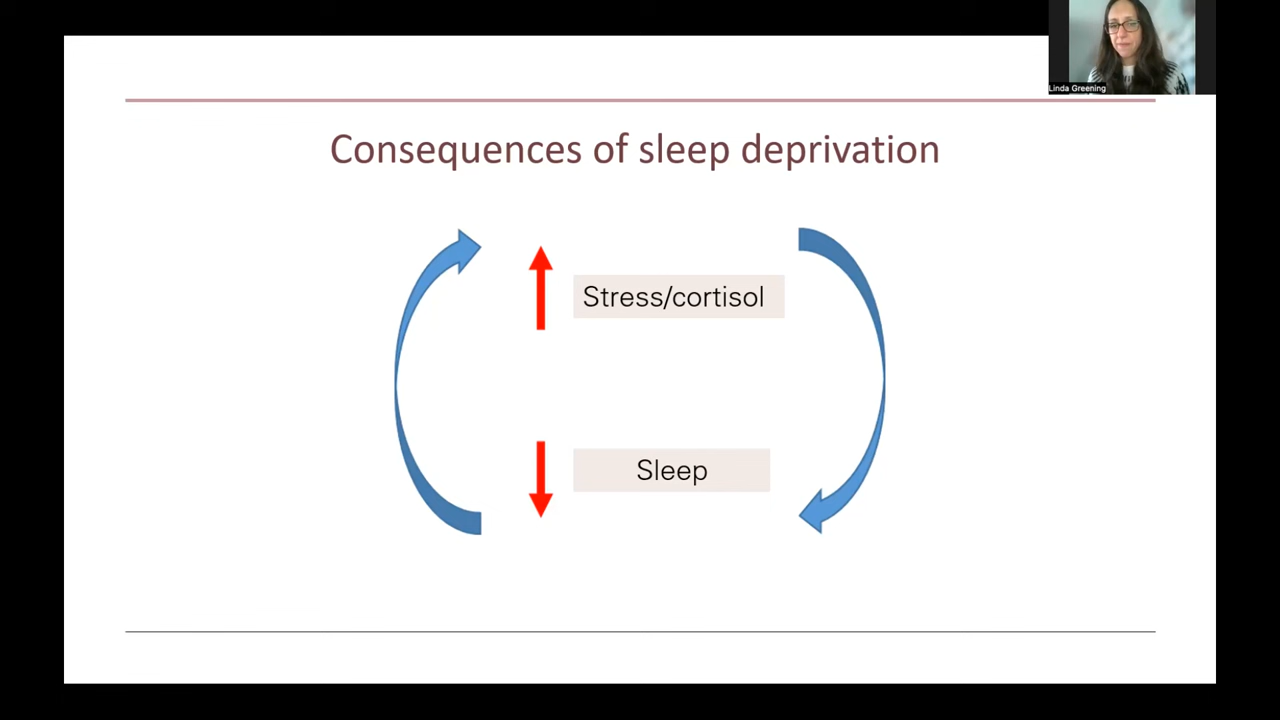 Linda Greening
Consequences of sleep deprivation
Stress/cortisol
Sleep